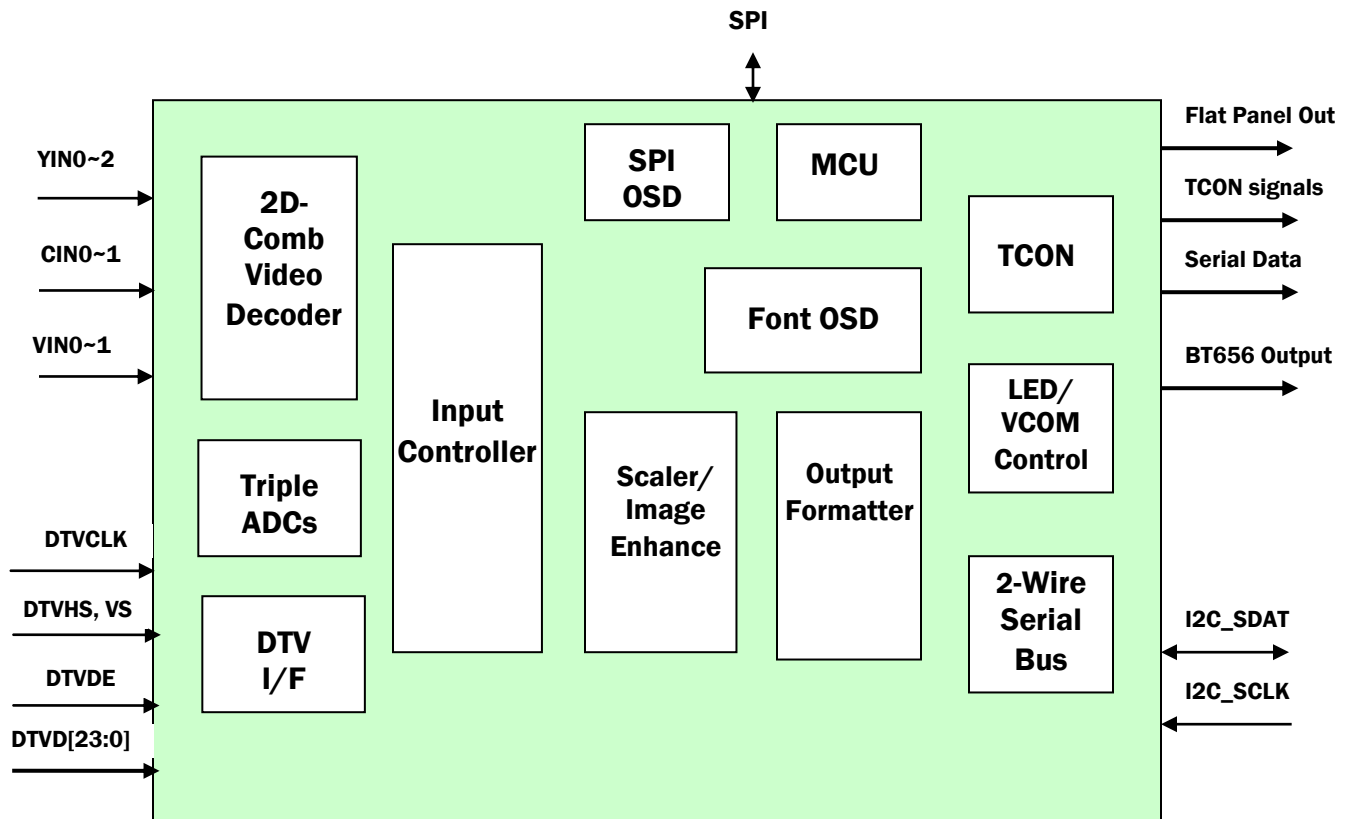 SPI
YIN0~2
CIN0~1
VIN0~1
DTVCLK
DTVHS, VS
DTVDE
DTVD[23:0]
2D-
Comb
Video
Decoder
Triple
ADCs
DTV
I/F
Input
Controller
SPI
OSD
MCU
Font OSD
Scaler/
Image
Enhance
Output
Formatter
TCON
LED/
VCOM
Control
2-Wire
Serial
Bus
Flat Panel Out
TCON signals
Serial Data
BT656 Output
I2C_SDAT
I2C_SCLK